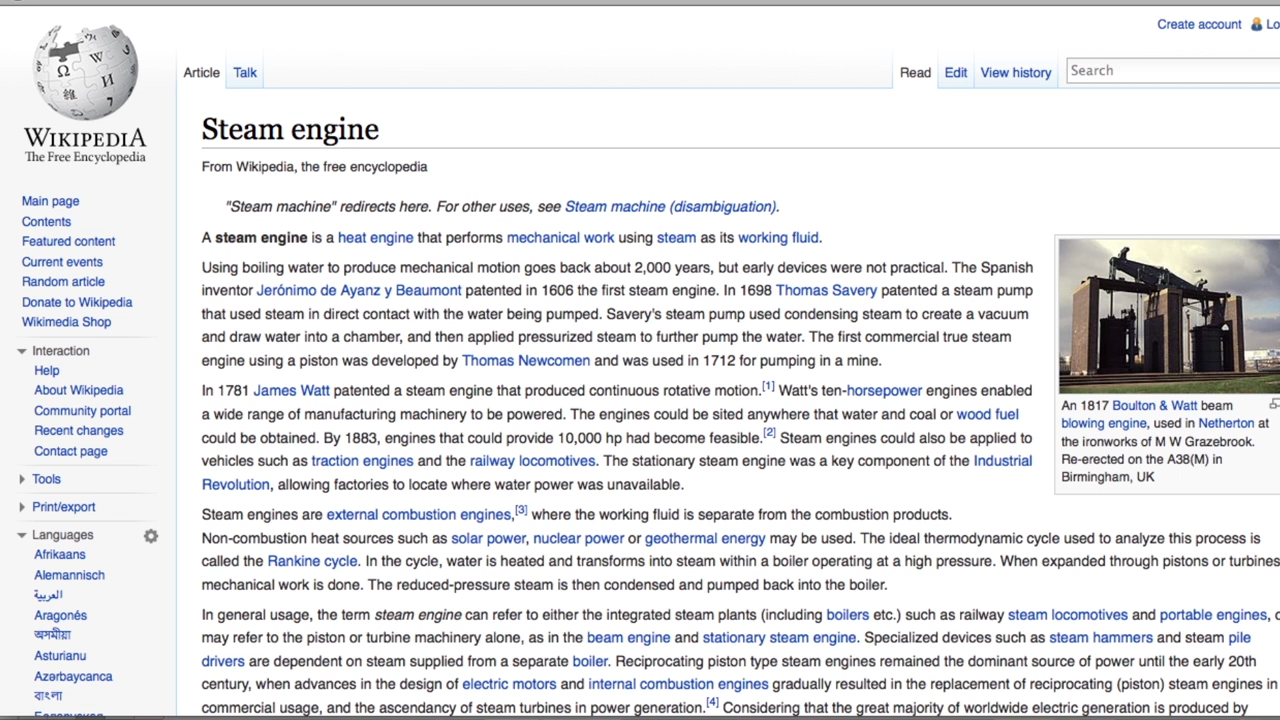 Create account
Article Talk
Read Edit View history Search
WIKIPEDIA
The Free Encyclopedia
Main page
Contents
Featured content
Current events
Random article
Donate to Wikipedia
Wikimedia Shop
Interaction
Help
About Wikipedia
Community portal
Recent changes
Contact page
Tools
Print/export
Languages
Afrikaans
Alemannisch
العربية
Aragonés
অসমীয়া
Asturianu
Azərbaycanca
বাংলা
Steam engine
From Wikipedia, the free encyclopedia
"Steam machine" redirects here. For other uses, see Steam machine (disambiguation).
A steam engine is a heat engine that performs mechanical work using steam as its working fluid.
Using boiling water to produce mechanical motion goes back about 2,000 years, but early devices were not practical. The Spanish
inventor Jerónimo de Ayanz y Beaumont patented in 1606 the first steam engine. In 1698 Thomas Savery patented a steam pump
that used steam in direct contact with the water being pumped. Savery's steam pump used condensing steam to create a vacuum
and draw water into a chamber, and then applied pressurized steam to further pump the water. The first commercial true steam
engine using a piston was developed by Thomas Newcomen and was used in 1712 for pumping in a mine.
In 1781 James Watt patented a steam engine that produced continuous rotative motion.[1] Watt's ten-horsepower engines enabled
a wide range of manufacturing machinery to be powered. The engines could be sited anywhere that water and coal or wood fuel
could be obtained. By 1883, engines that could provide 10,000 hp had become feasible.[2] Steam engines could also be applied to
vehicles such as traction engines and the railway locomotives. The stationary steam engine was a key component of the Industrial
Revolution, allowing factories to locate where water power was unavailable.
An 1817 Boulton & Watt beam
blowing engine, used in Netherton at
the ironworks of M W Grazebrook.
Re-erected on the A38(M) in
Birmingham, UK
Steam engines are external combustion engines,[3] where the working fluid is separate from the combustion products.
Non-combustion heat sources such as solar power, nuclear power or geothermal energy may be used. The ideal thermodynamic cycle used to analyze this process is
called the Rankine cycle. In the cycle, water is heated and transforms into steam within a boiler operating at a high pressure. When expanded through pistons or turbines
mechanical work is done. The reduced-pressure steam is then condensed and pumped back into the boiler.
In general usage, the term steam engine can refer to either the integrated steam plants (including boilers etc.) such as railway steam locomotives and portable engines,
may refer to the piston or turbine machinery alone, as in the beam engine and stationary steam engine. Specialized devices such as steam hammers and steam pile
drivers are dependent on steam supplied from a separate boiler. Reciprocating piston type steam engines remained the dominant source of power until the early 20th
century, when advances in the design of electric motors and internal combustion engines gradually resulted in the replacement of reciprocating (piston) steam engines in
commercial usage, and the ascendancy of steam turbines in power generation.[4] Considering that the great majority of worldwide electric generation is produced by